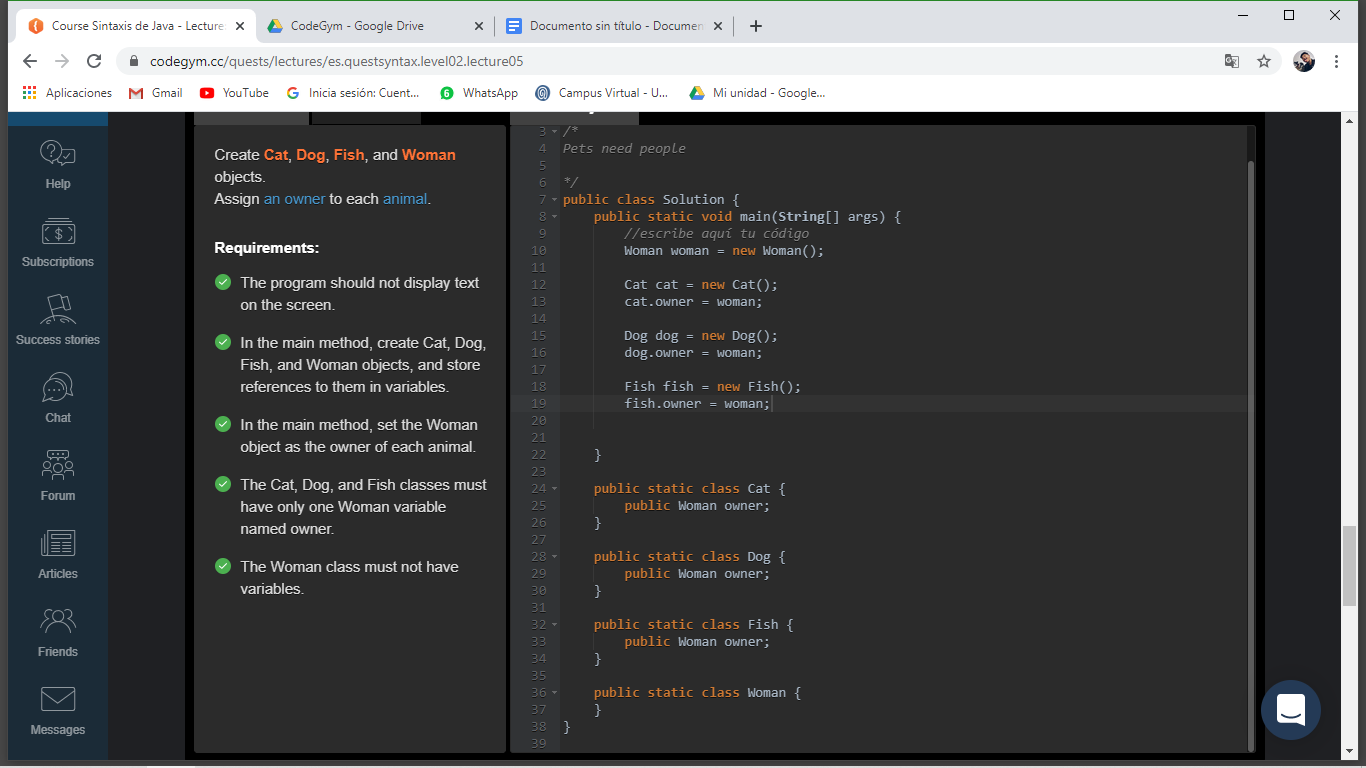 Course Sintaxis de Java - Lecture
CodeGym - Google Drive
Documento sin título - Documen
codegym.cc/quests/lectures/es.questsyntax.level02.lecture05
Aplicaciones
Gmail
YouTube
Inicia sesión: Cuent...
WhatsApp
Campus Virtual - U...
Mi unidad - Google...
Help
Subscriptions
Success stories
Chat
Forum
Articles
Friends
Messages
Create Cat, Dog, Fish, and Woman
objects.
Assign an owner to each animal.
Requirements:
The program should not display text
on the screen.
In the main method, create Cat, Dog,
Fish, and Woman objects, and store
references to them in variables.
In the main method, set the Woman
object as the owner of each animal.
The Cat, Dog, and Fish classes must
have only one Woman variable
named owner.
The Woman class must not have
variables.
3 /*
4 Pets need people
5
6 */
7 public class Solution {
8 public static void main(String[] args) {
9 //escribe aquí tu código
10 Woman woman = new Woman();
11
12 Cat cat = new Cat();
13 cat.owner = woman;
14
15 Dog dog = new Dog();
16 dog.owner = woman;
17
18 Fish fish = new Fish();
19 fish.owner = woman;
20
21
22 }
23
24 public static class Cat {
25 public Woman owner;
26 }
27
28 public static class Dog {
29 public Woman owner;
30 }
31
32 public static class Fish {
33 public Woman owner;
34 }
35
36 public static class Woman {
37 }
38 }
39